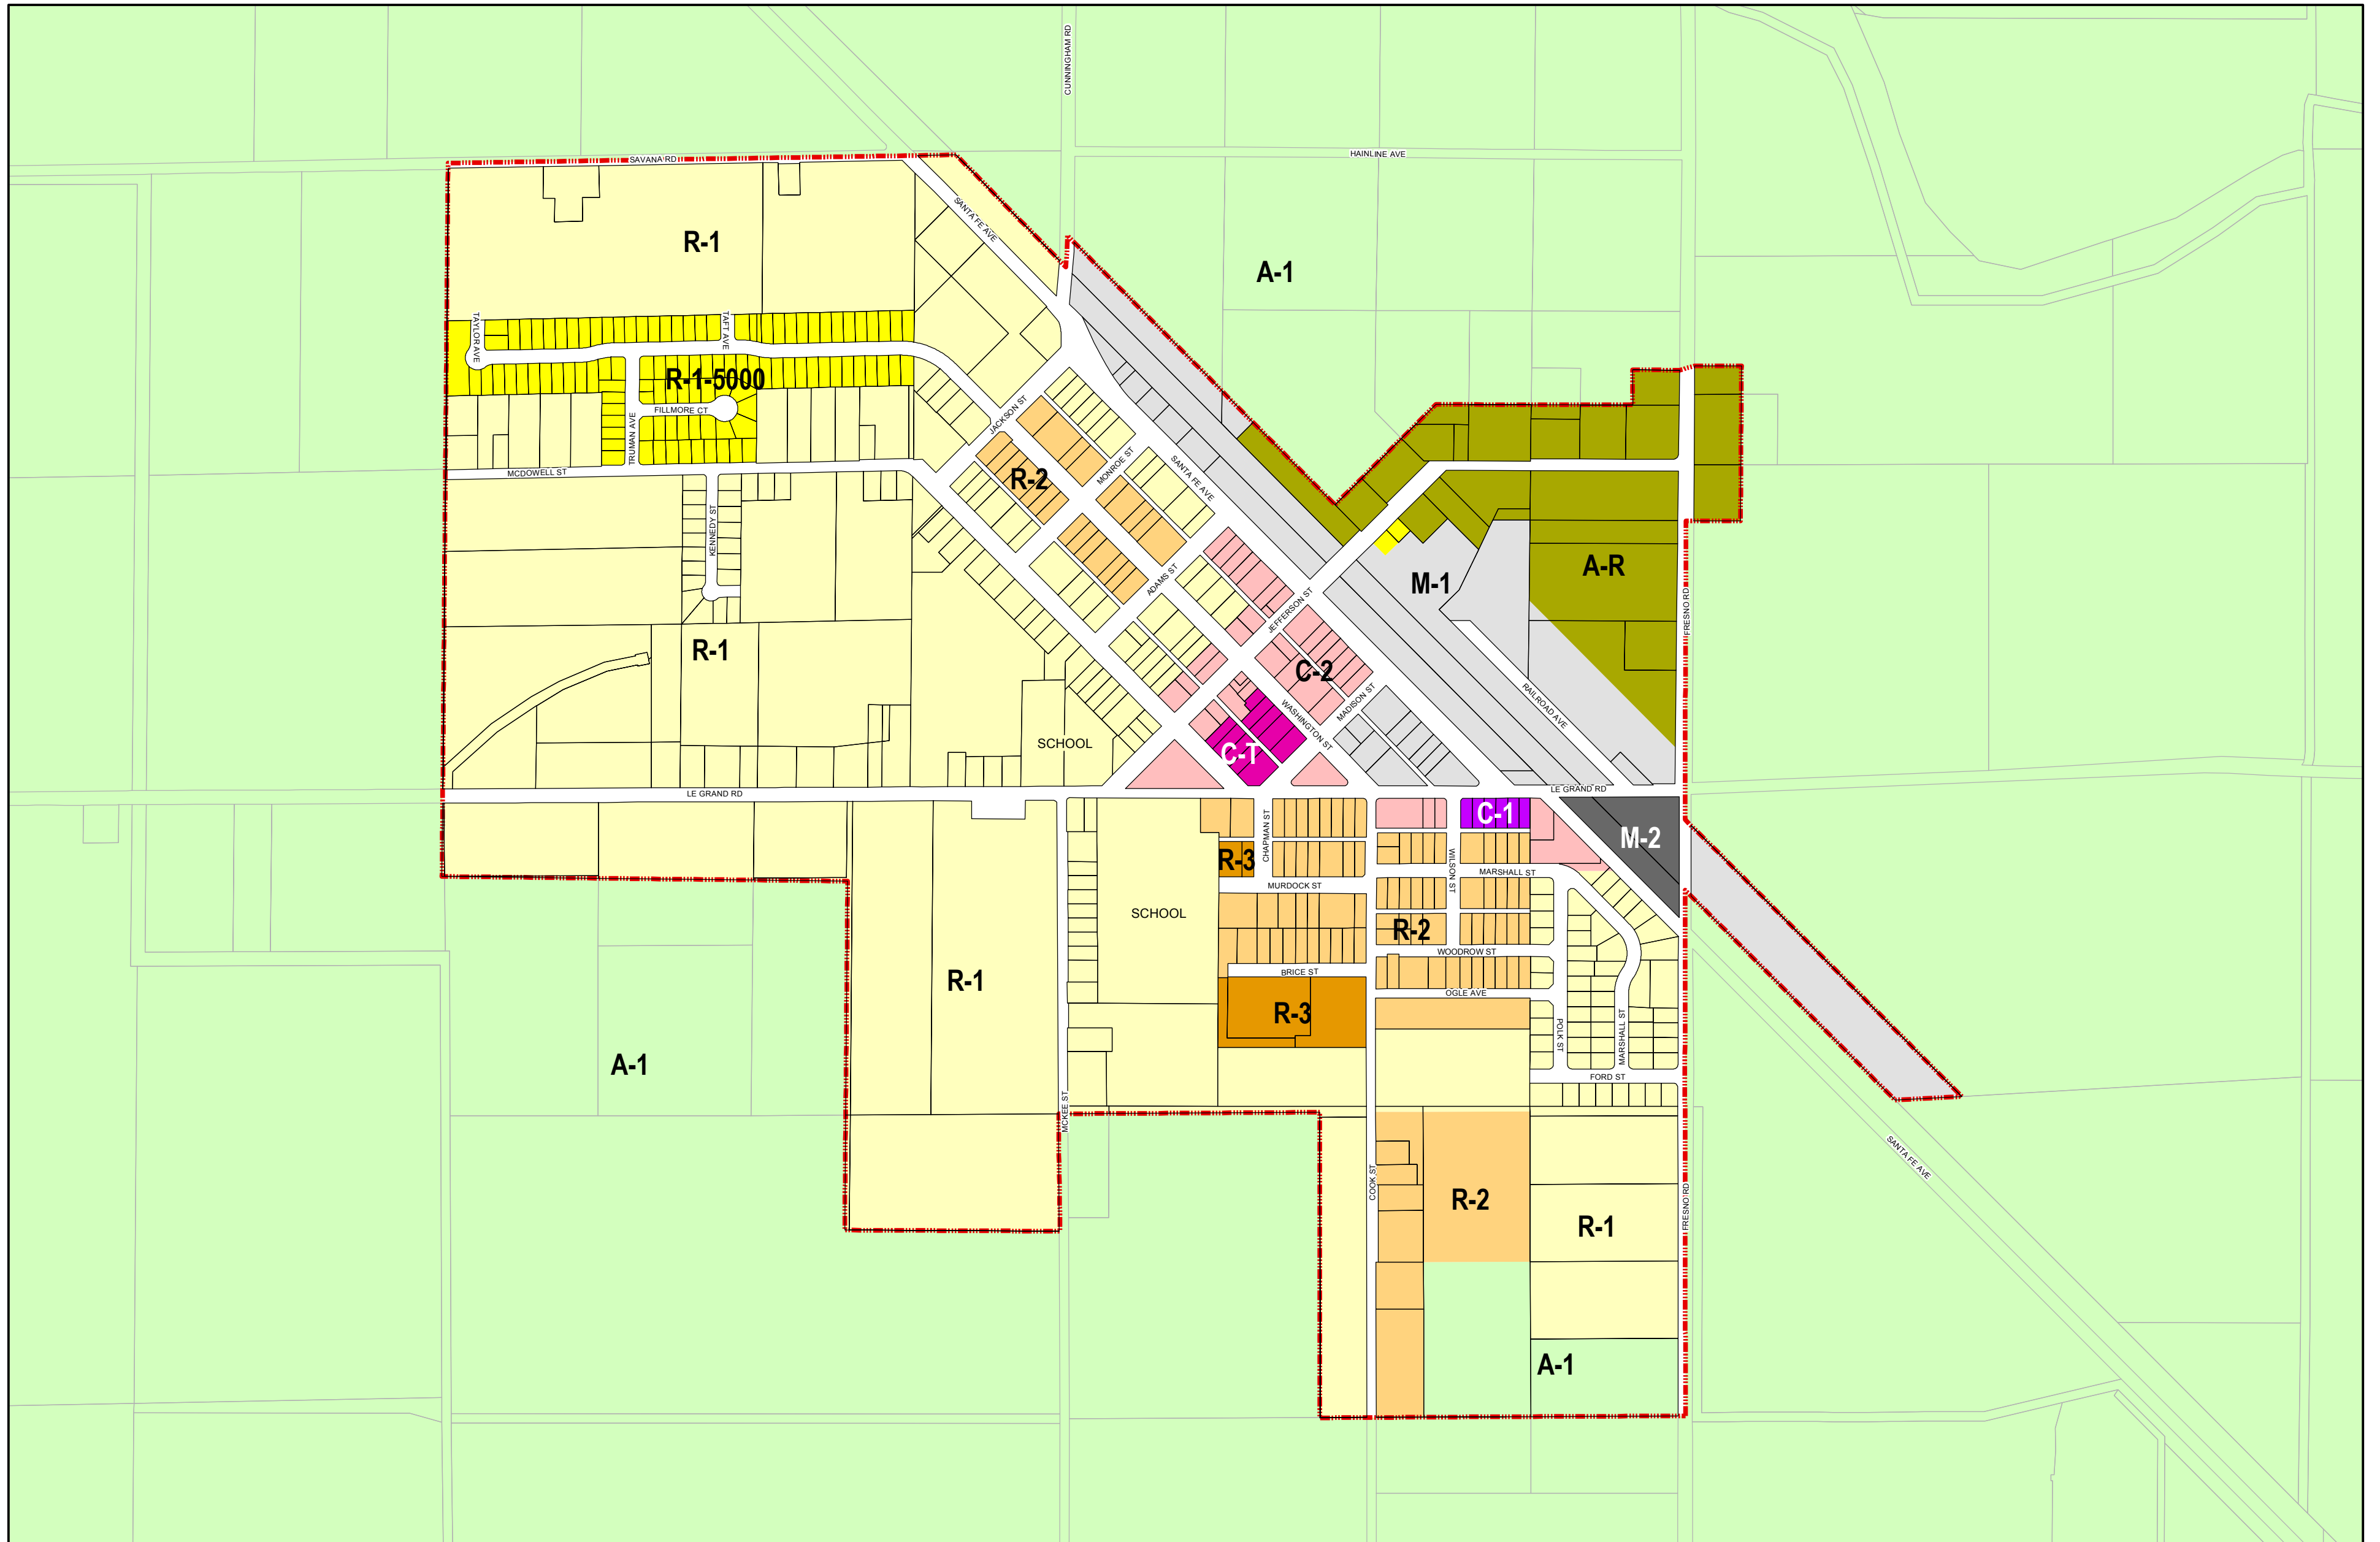 CUNNINGHAM RD
SAVANA RD
HAINLINE AVE
SANTA FE AVE
R-1
A-1
TAYLOR AVE
TAFT AVE
R-1-5000
FILLMORE CT
TRUMAN AVE
JACKSON ST
MONROE ST
SANTA FE AVE
MCDOWELL ST
R-2
KENNEDY ST
ADAMS ST
M-1
A-R
FRESNO RD
JEFFERSON ST
R-1
C-2
MADISON ST
RAILROAD AVE
WASHINGTON ST
SCHOOL
C-T
LE GRAND RD
LE GRAND RD
C-1
CHAPMAN ST
M-2
R-3
WILSON ST
MARSHALL ST
MURDOCK ST
SCHOOL
R-2
WOODROW ST
BRICE ST
R-1
OGLE AVE
R-3
POLK ST
MARSHALL ST
A-1
FORD ST
MCKEE ST
SANTA FE AVE
COOK ST
R-2
FRESNO RD
R-1
A-1